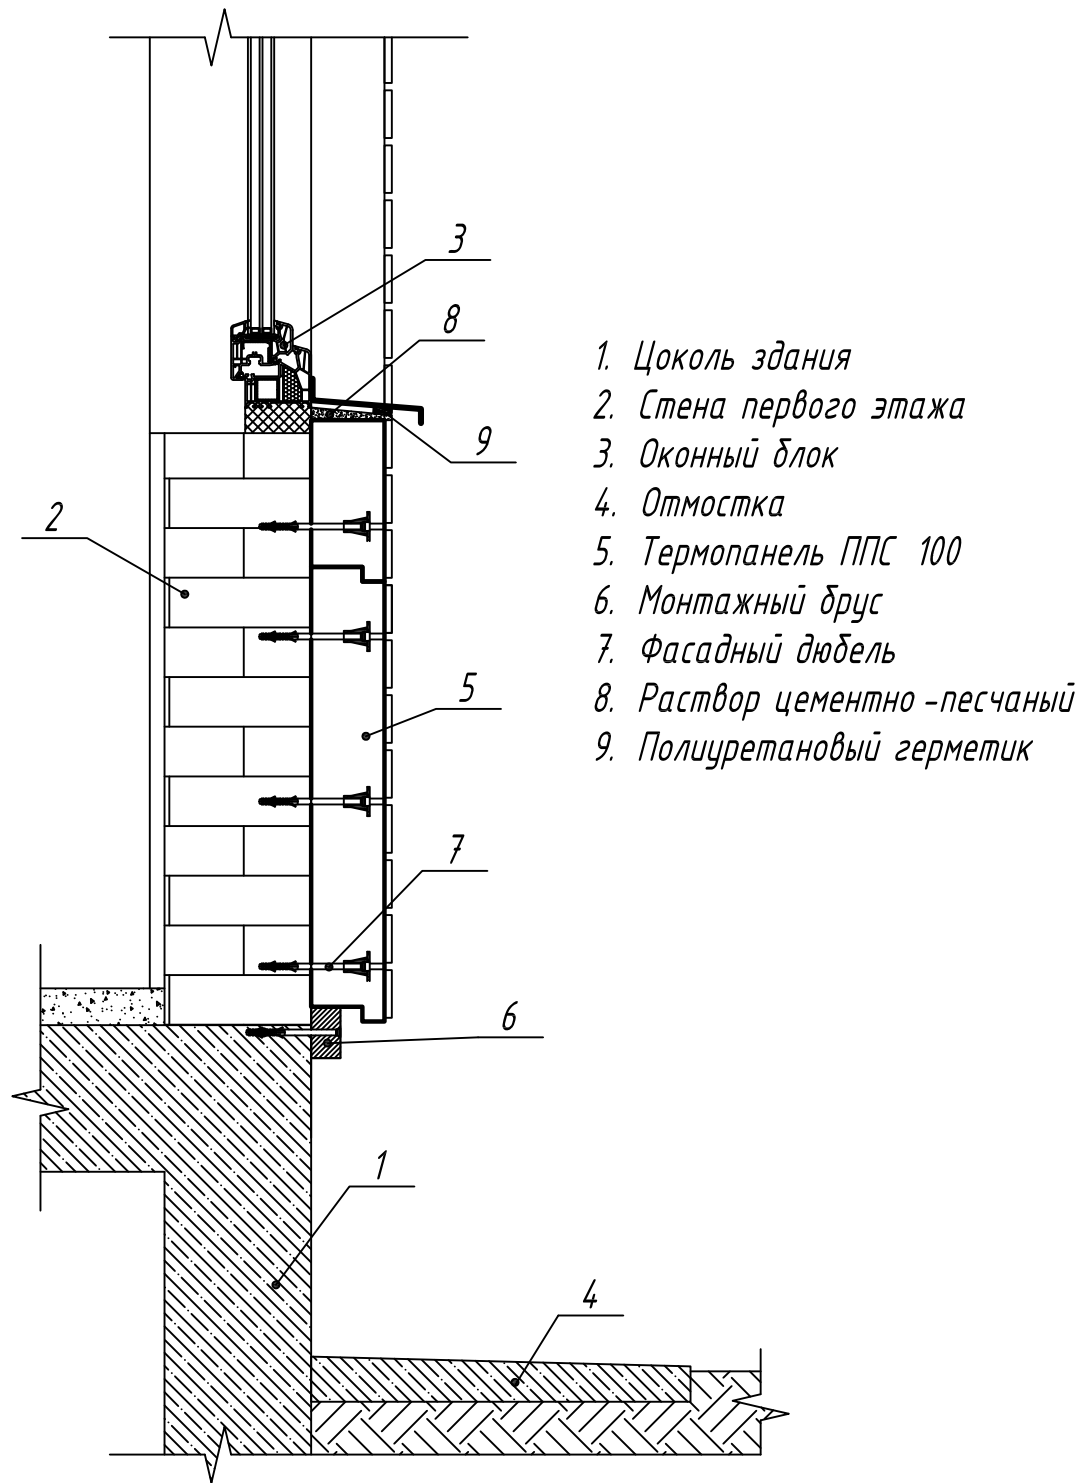 3
8
9
2
5
7
6
1
4
1. Цоколь здания
2. Стена первого этажа
3. Оконный блок
4. Отмостка
5. Термопанель ППС 100
6. Монтажный брус
7. Фасадный дюбель
8. Раствор цементно-песчаный
9. Полиуретановый герметик